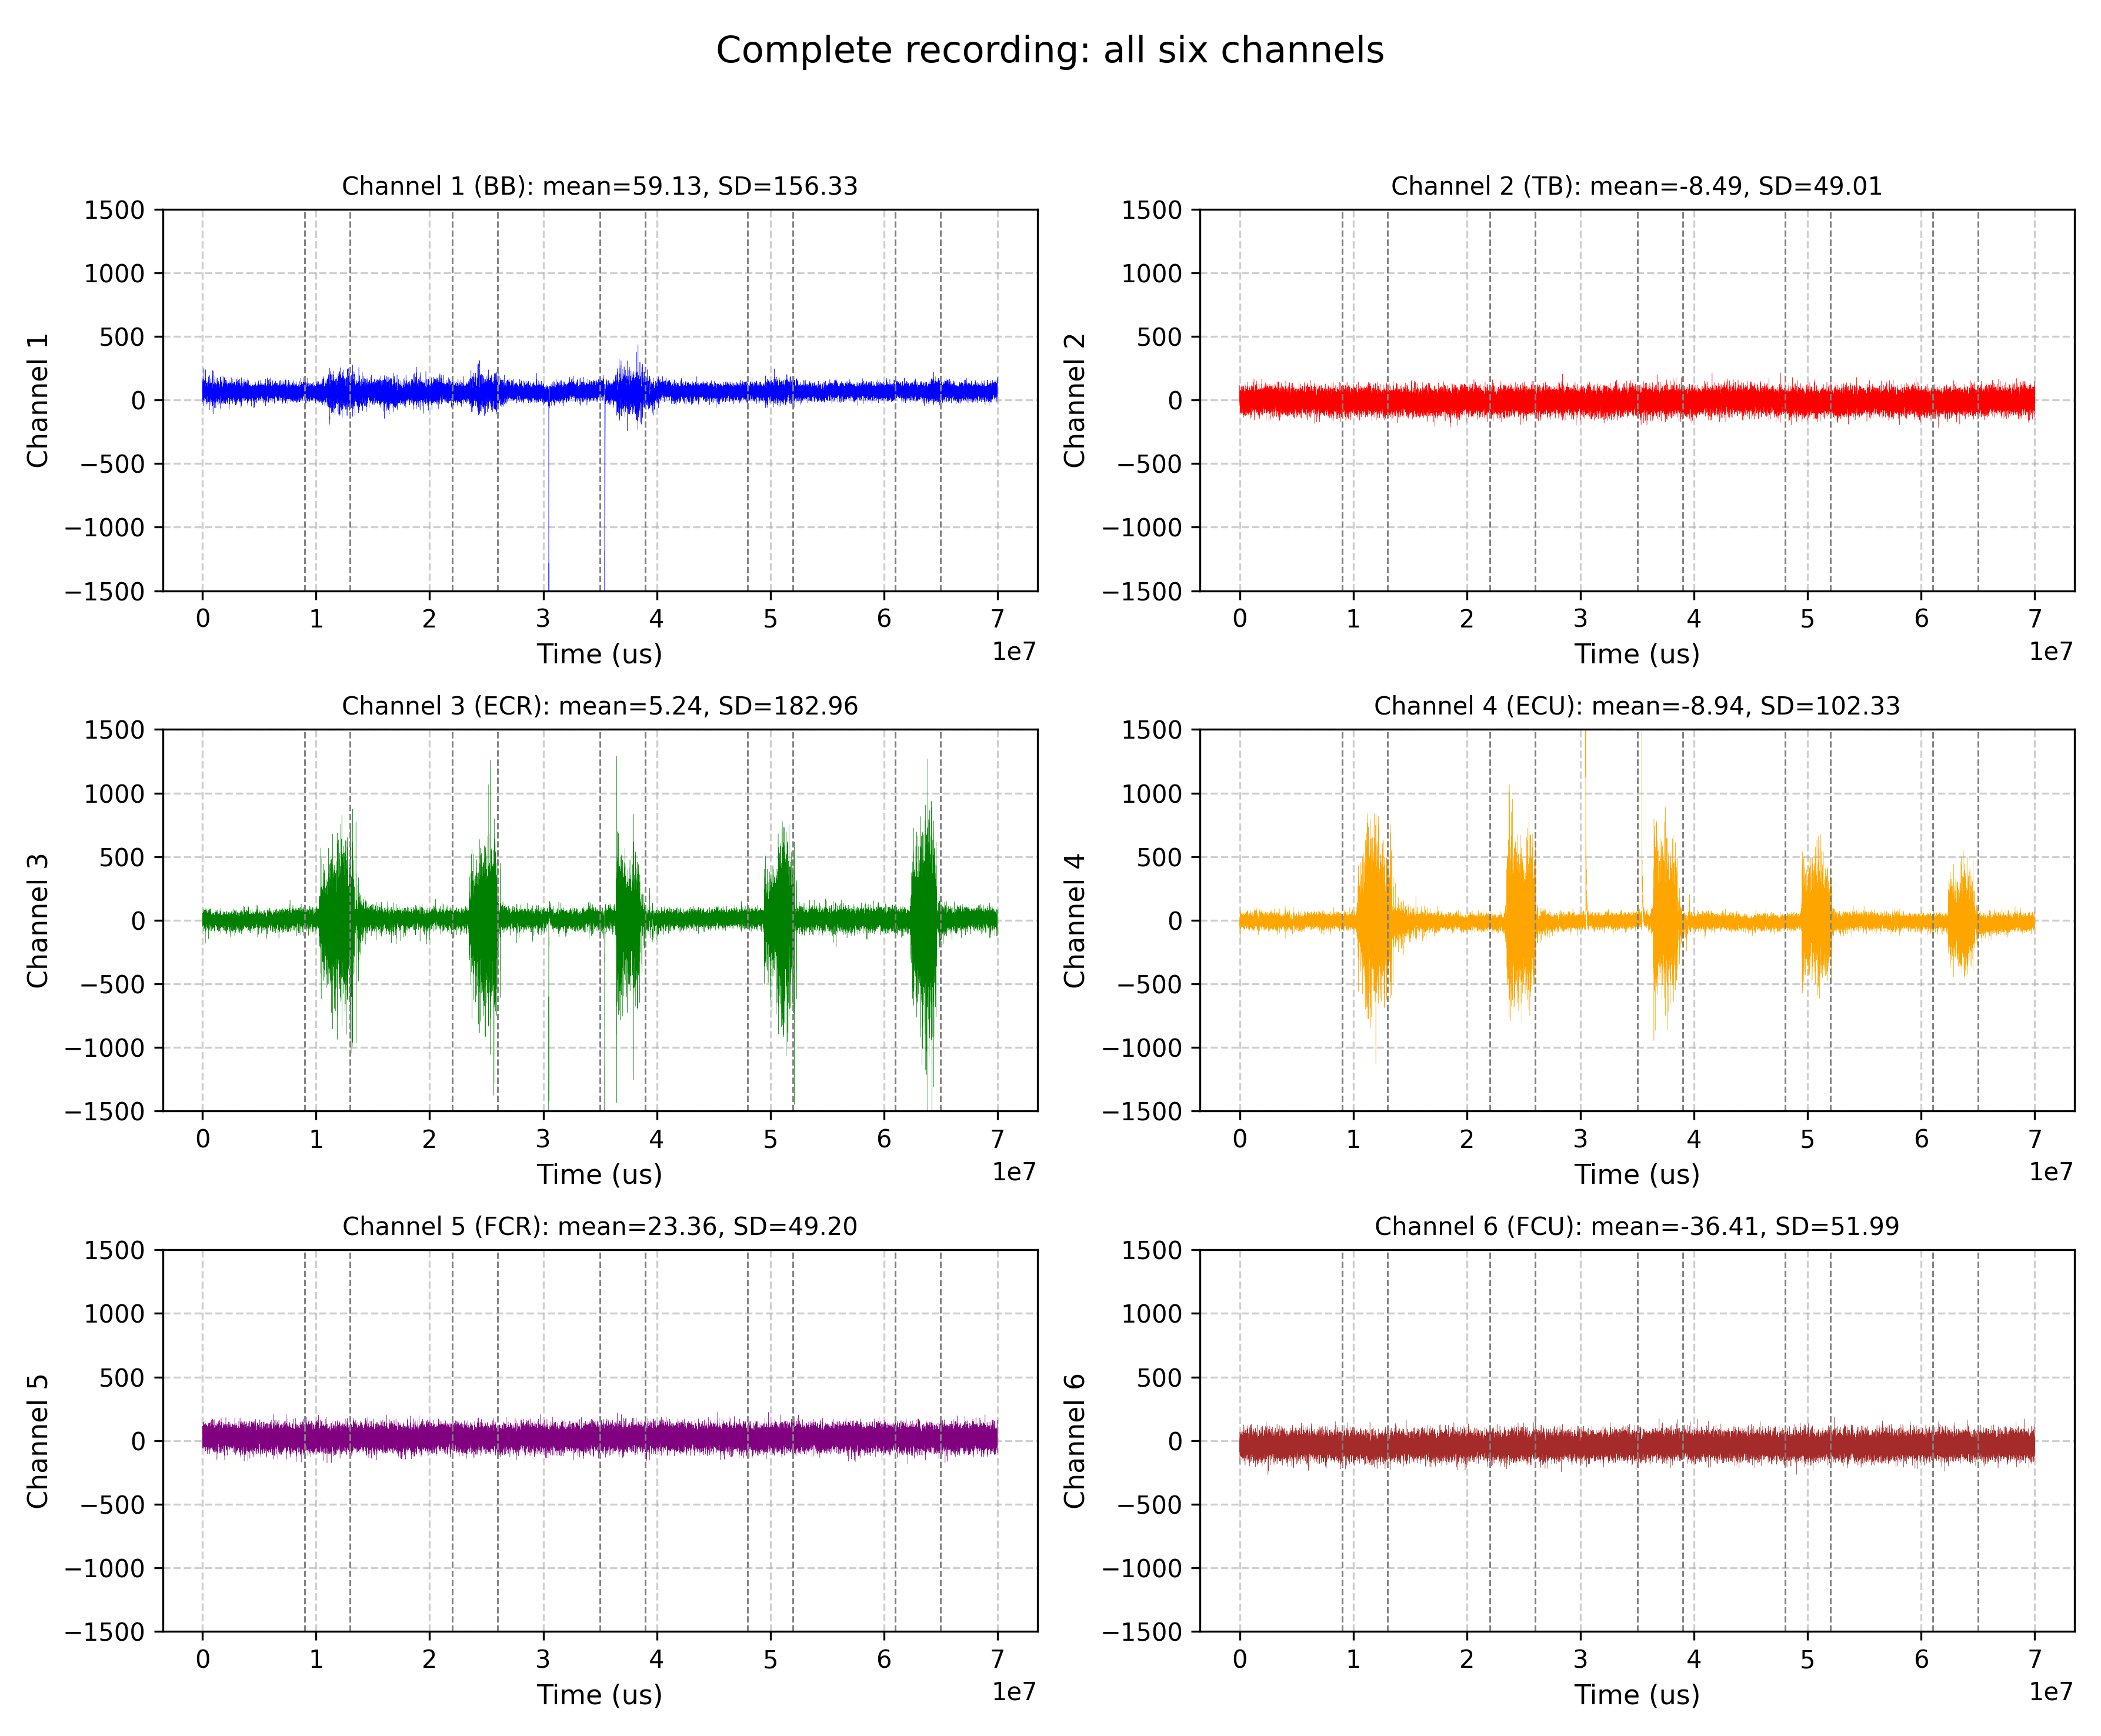 Complete recording: all six channels
Channel 1 (BB): mean=59.13, SD=156.33
Channel 1
1500
1000
500
0
−500
−1000
−1500
0 1 2 3 4 5 6 7
Time (us)
1e7
Channel 2 (TB): mean=-8.49, SD=49.01
Channel 2
1500
1000
500
0
−500
−1000
−1500
0 1 2 3 4 5 6 7
Time (us)
1e7
Channel 3 (ECR): mean=5.24, SD=182.96
Channel 3
1500
1000
500
0
−500
−1000
−1500
0 1 2 3 4 5 6 7
Time (us)
1e7
Channel 4 (ECU): mean=-8.94, SD=102.33
Channel 4
1500
1000
500
0
−500
−1000
−1500
0 1 2 3 4 5 6 7
Time (us)
1e7
Channel 5 (FCR): mean=23.36, SD=49.20
Channel 5
1500
1000
500
0
−500
−1000
−1500
0 1 2 3 4 5 6 7
Time (us)
1e7
Channel 6 (FCU): mean=-36.41, SD=51.99
Channel 6
1500
1000
500
0
−500
−1000
−1500
0 1 2 3 4 5 6 7
Time (us)
1e7